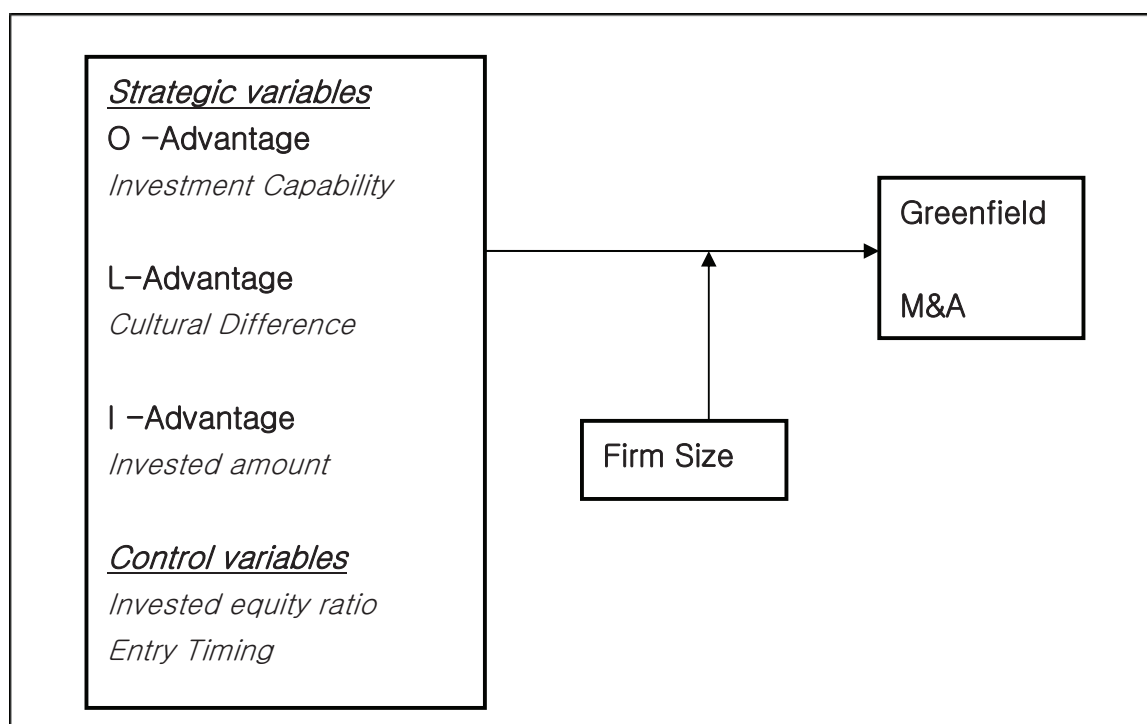 Strategic variables
O -Advantage
Investment Capability
L-Advantage
Cultural Difference
I -Advantage
Invested amount
Control variables
Invested equity ratio
Entry Timing
Firm Size
Greenfield
M&A